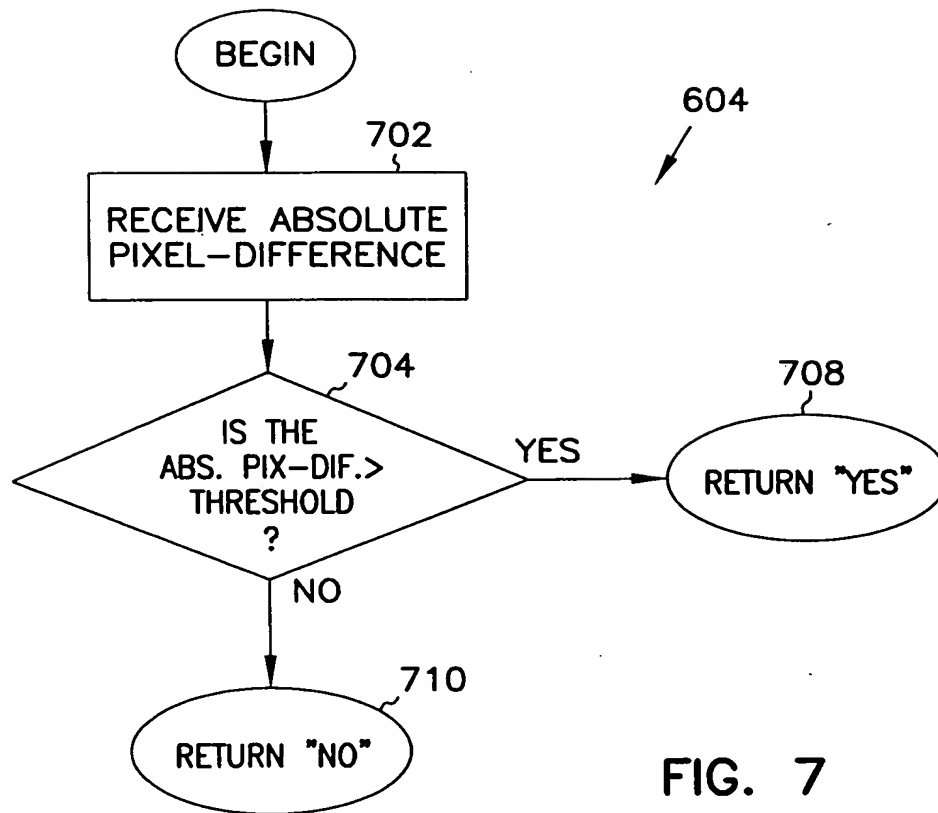 BEGIN
604
702
RECEIVE ABSOLUTE
PIXEL-DIFFERENCE
704
IS THE
ABS. PIX-DIF.>
THRESHOLD
?
YES
708
RETURN "YES"
NO
710
RETURN "NO"
FIG. 7